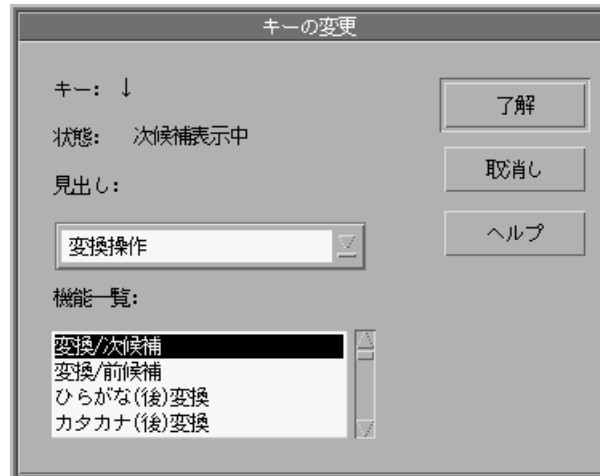 キーの変更
キー: ↓
了解
状態: 次候補表示中
取消し
見出し:
ヘルプ
変換操作
機能一覧:
変換/次候補
変換/前候補
ひらがな(後)変換
カタカナ(後)変換